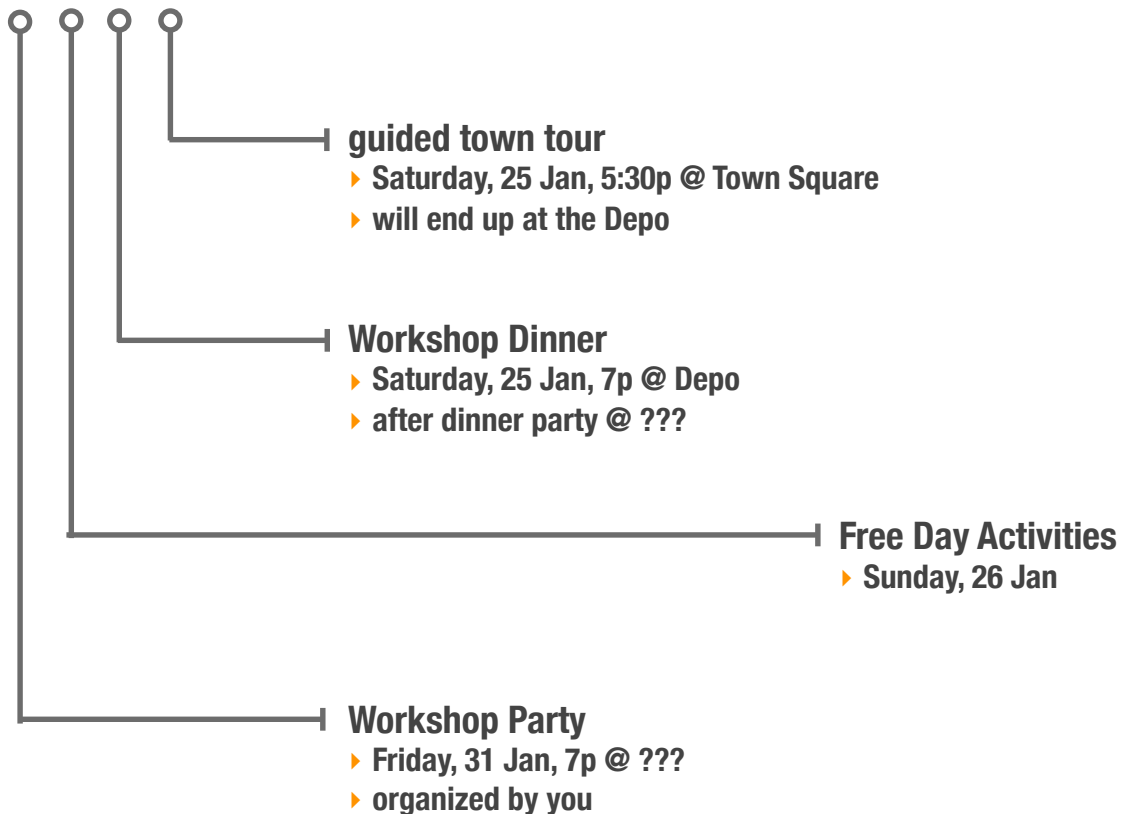 guided town tour
Saturday, 25 Jan, 5:30p @ Town Square
will end up at the Depo
Workshop Dinner
Saturday, 25 Jan, 7p @ Depo
after dinner party @ ???
Free Day Activities
Sunday, 26 Jan
Workshop Party
Friday, 31 Jan, 7p @ ???
organized by you